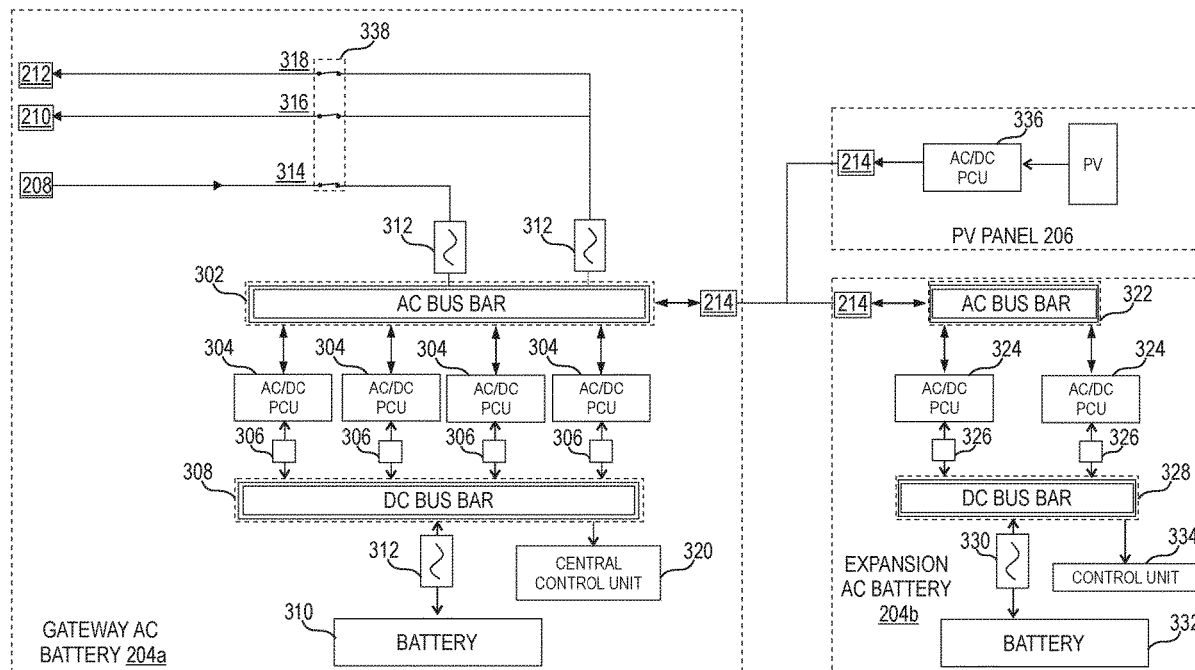 338
212
318
210
316
208
314
312
312
302
AC BUS BAR
214
304
304
304
304
AC/DC
PCU
AC/DC
PCU
AC/DC
PCU
AC/DC
PCU
306
306
306
306
308
DC BUS BAR
312
CENTRAL
CONTROL UNIT
320
310
BATTERY
GATEWAY AC
BATTERY 204a
336
214
AC/DC
PCU
PV
PV PANEL 206
214
AC BUS BAR
322
324
324
AC/DC
PCU
AC/DC
PCU
326
326
DC BUS BAR
328
330
334
CONTROL UNIT
EXPANSION
AC BATTERY
204b
BATTERY
332